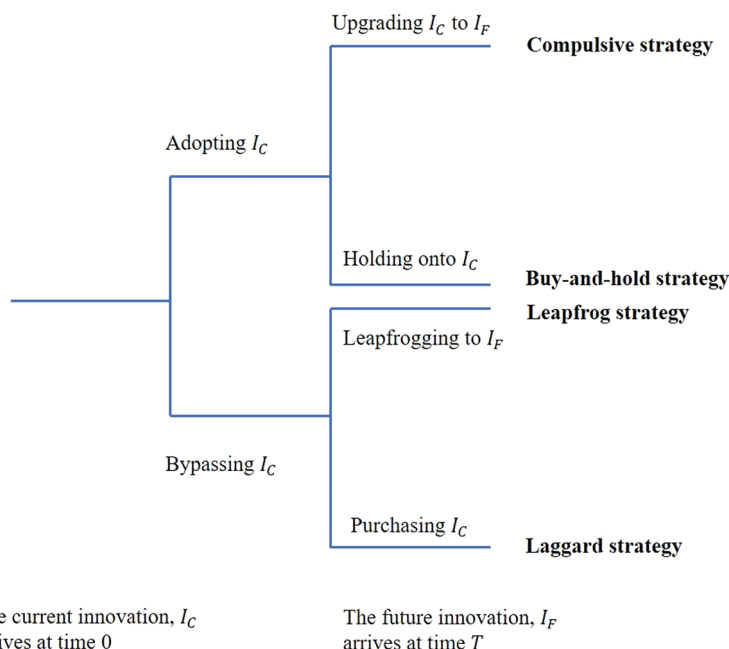 Upgrading I_C to I_F
Compulsive strategy
Adopting I_C
Holding onto I_C
Buy-and-hold strategy
Leapfrog strategy
Leapfrogging to I_F
Bypassing I_C
Purchasing I_C
Laggard strategy
current innovation, I_C
at time 0
The future innovation, I_F
arrives at time T